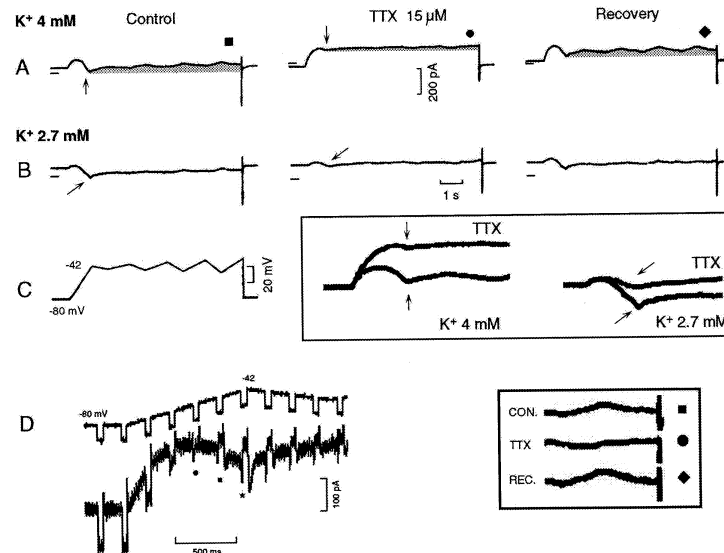 K⁺ 4 mM
Control
TTX 15 µM
Recovery
A
200 pA
K⁺ 2.7 mM
B
1 s
C
-42
-80 mV
20 mV
TTX
K⁺ 4 mM
TTX
K⁺ 2.7 mM
D
-80 mV
-42
100 pA
500 ms
CON.
TTX
REC.